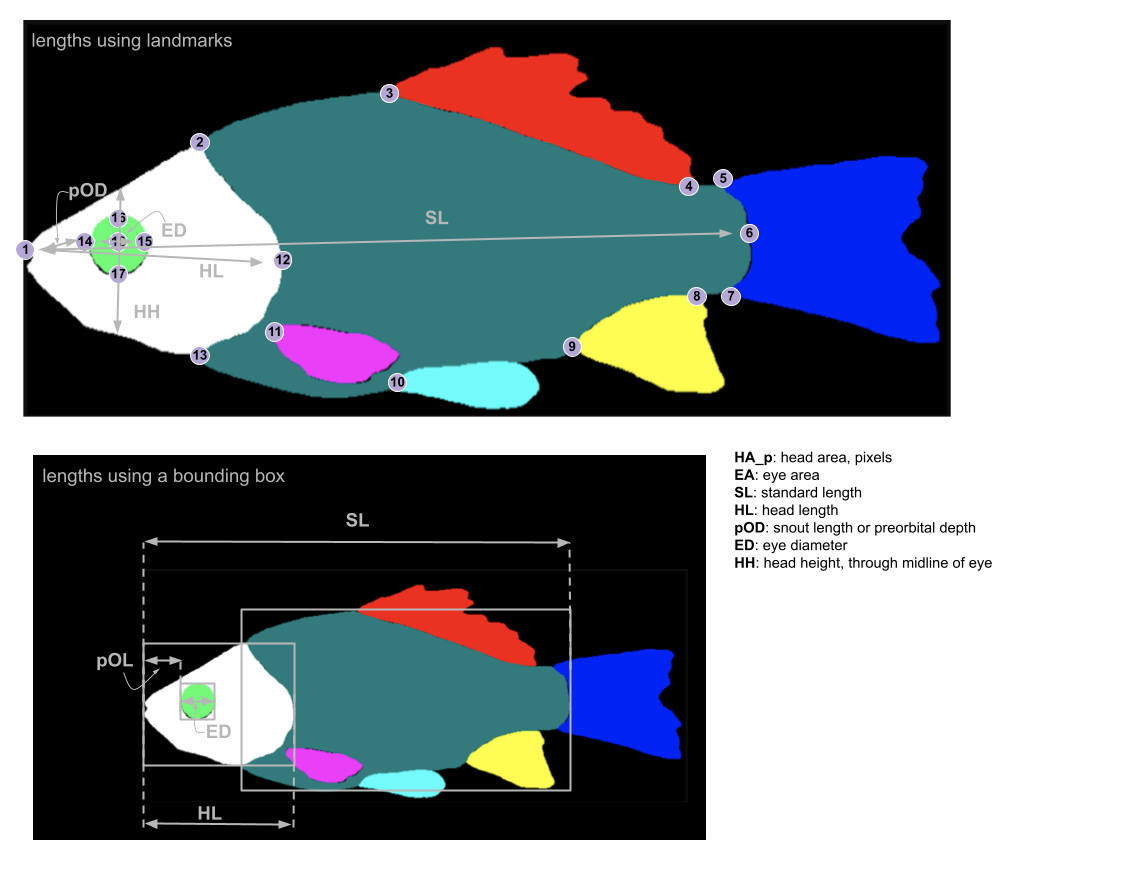 lengths using landmarks
3
2
5
4
pOD
16
SL
ED
14
18
15
6
1
12
HL
17
8
7
HH
11
9
13
10
lengths using a bounding box
HA_p: head area, pixels
EA: eye area
SL: standard length
HL: head length
pOD: snout length or preorbital depth
ED: eye diameter
HH: head height, through midline of eye
SL
pOL
ED
HL